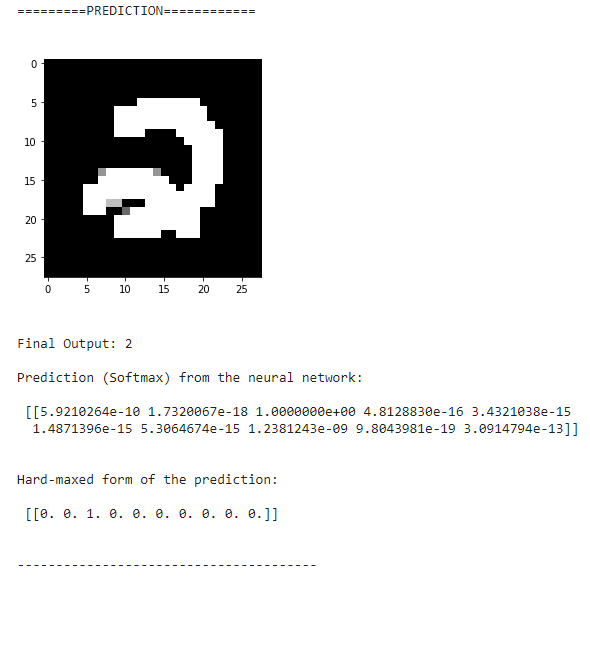 =========PREDICTION============
0
5
10
15
20
25
0 5 10 15 20 25
Final Output: 2
Prediction (Softmax) from the neural network:
[[5.9210264e-10 1.7320067e-18 1.0000000e+00 4.8128830e-16 3.4321038e-15
1.4871396e-15 5.3064674e-15 1.2381243e-09 9.8043981e-19 3.0914794e-13]]
Hard-maxed form of the prediction:
[[0. 0. 1. 0. 0. 0. 0. 0. 0. 0.]]
---------------------------------------